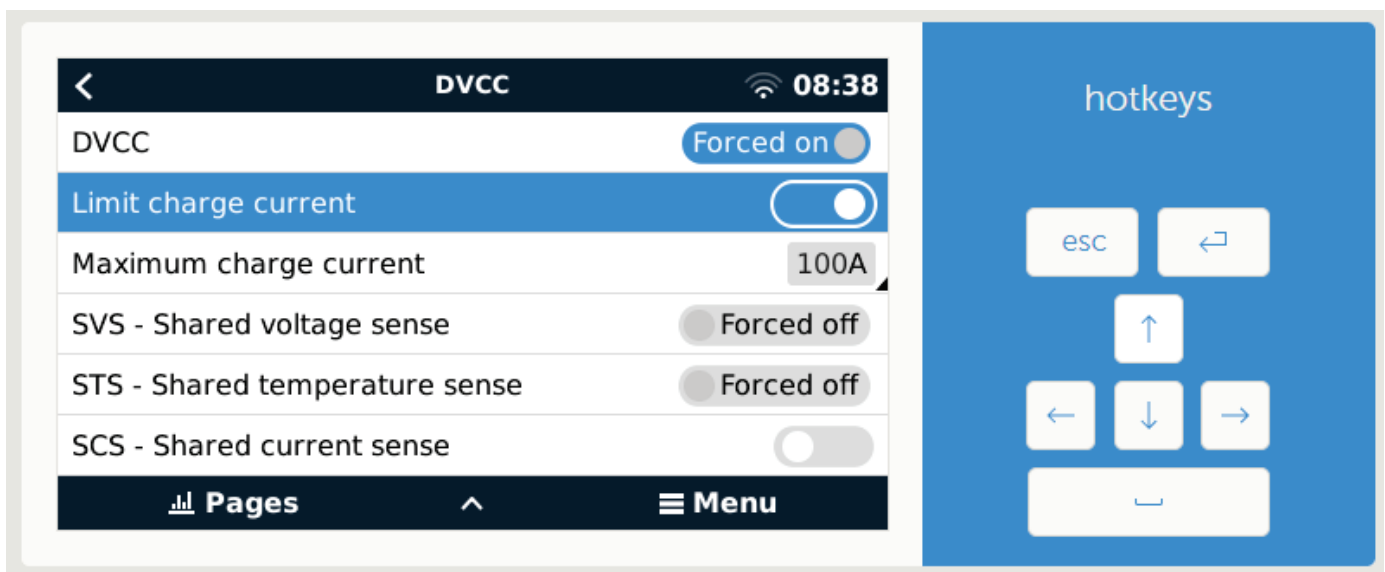 DVCC 08:38
DVCC Forced on
Limit charge current
Maximum charge current 100A
SVS - Shared voltage sense Forced off
STS - Shared temperature sense Forced off
SCS - Shared current sense
Pages Menu
hotkeys
esc